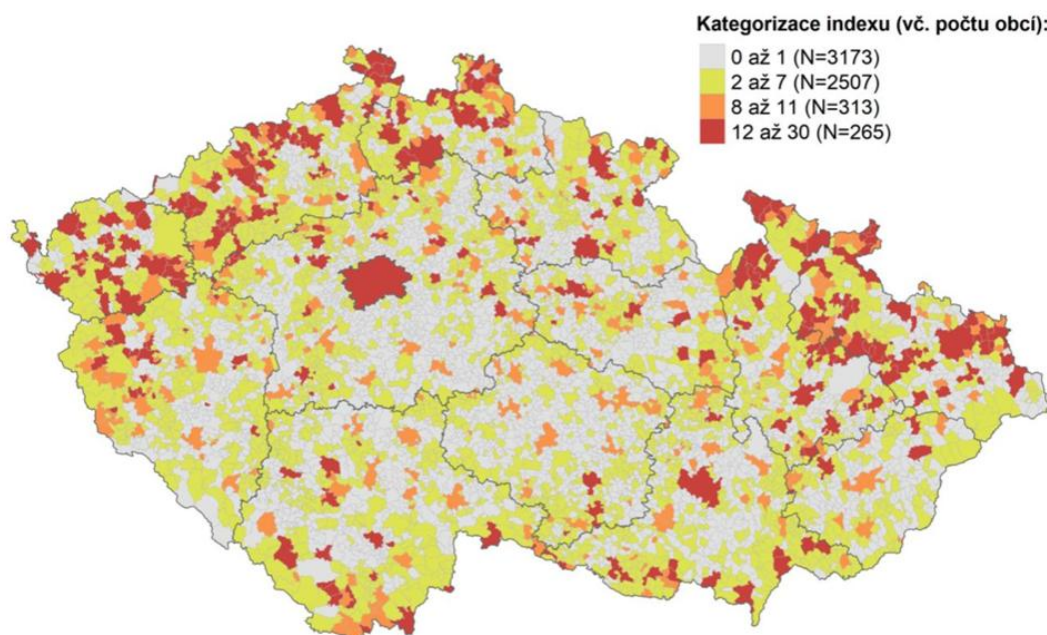 Kategorizace indexu (vč. počtu obcí):
0 až 1 (N=3173)
2 až 7 (N=2507)
8 až 11 (N=313)
12 až 30 (N=265)